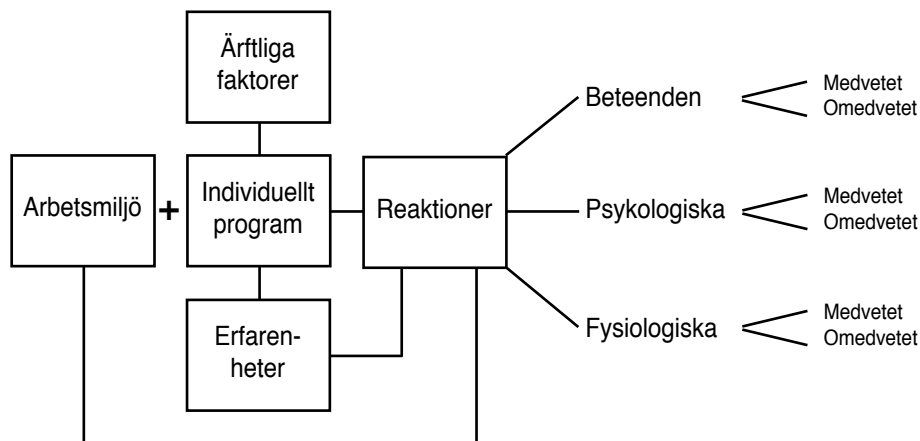 Ärftliga
faktorer
Arbetsmiljö
+
Individuellt
program
Erfaren-
heter
Reaktioner
Beteenden
Medvetet
Omedvetet
Psykologiska
Medvetet
Omedvetet
Fysiologiska
Medvetet
Omedvetet